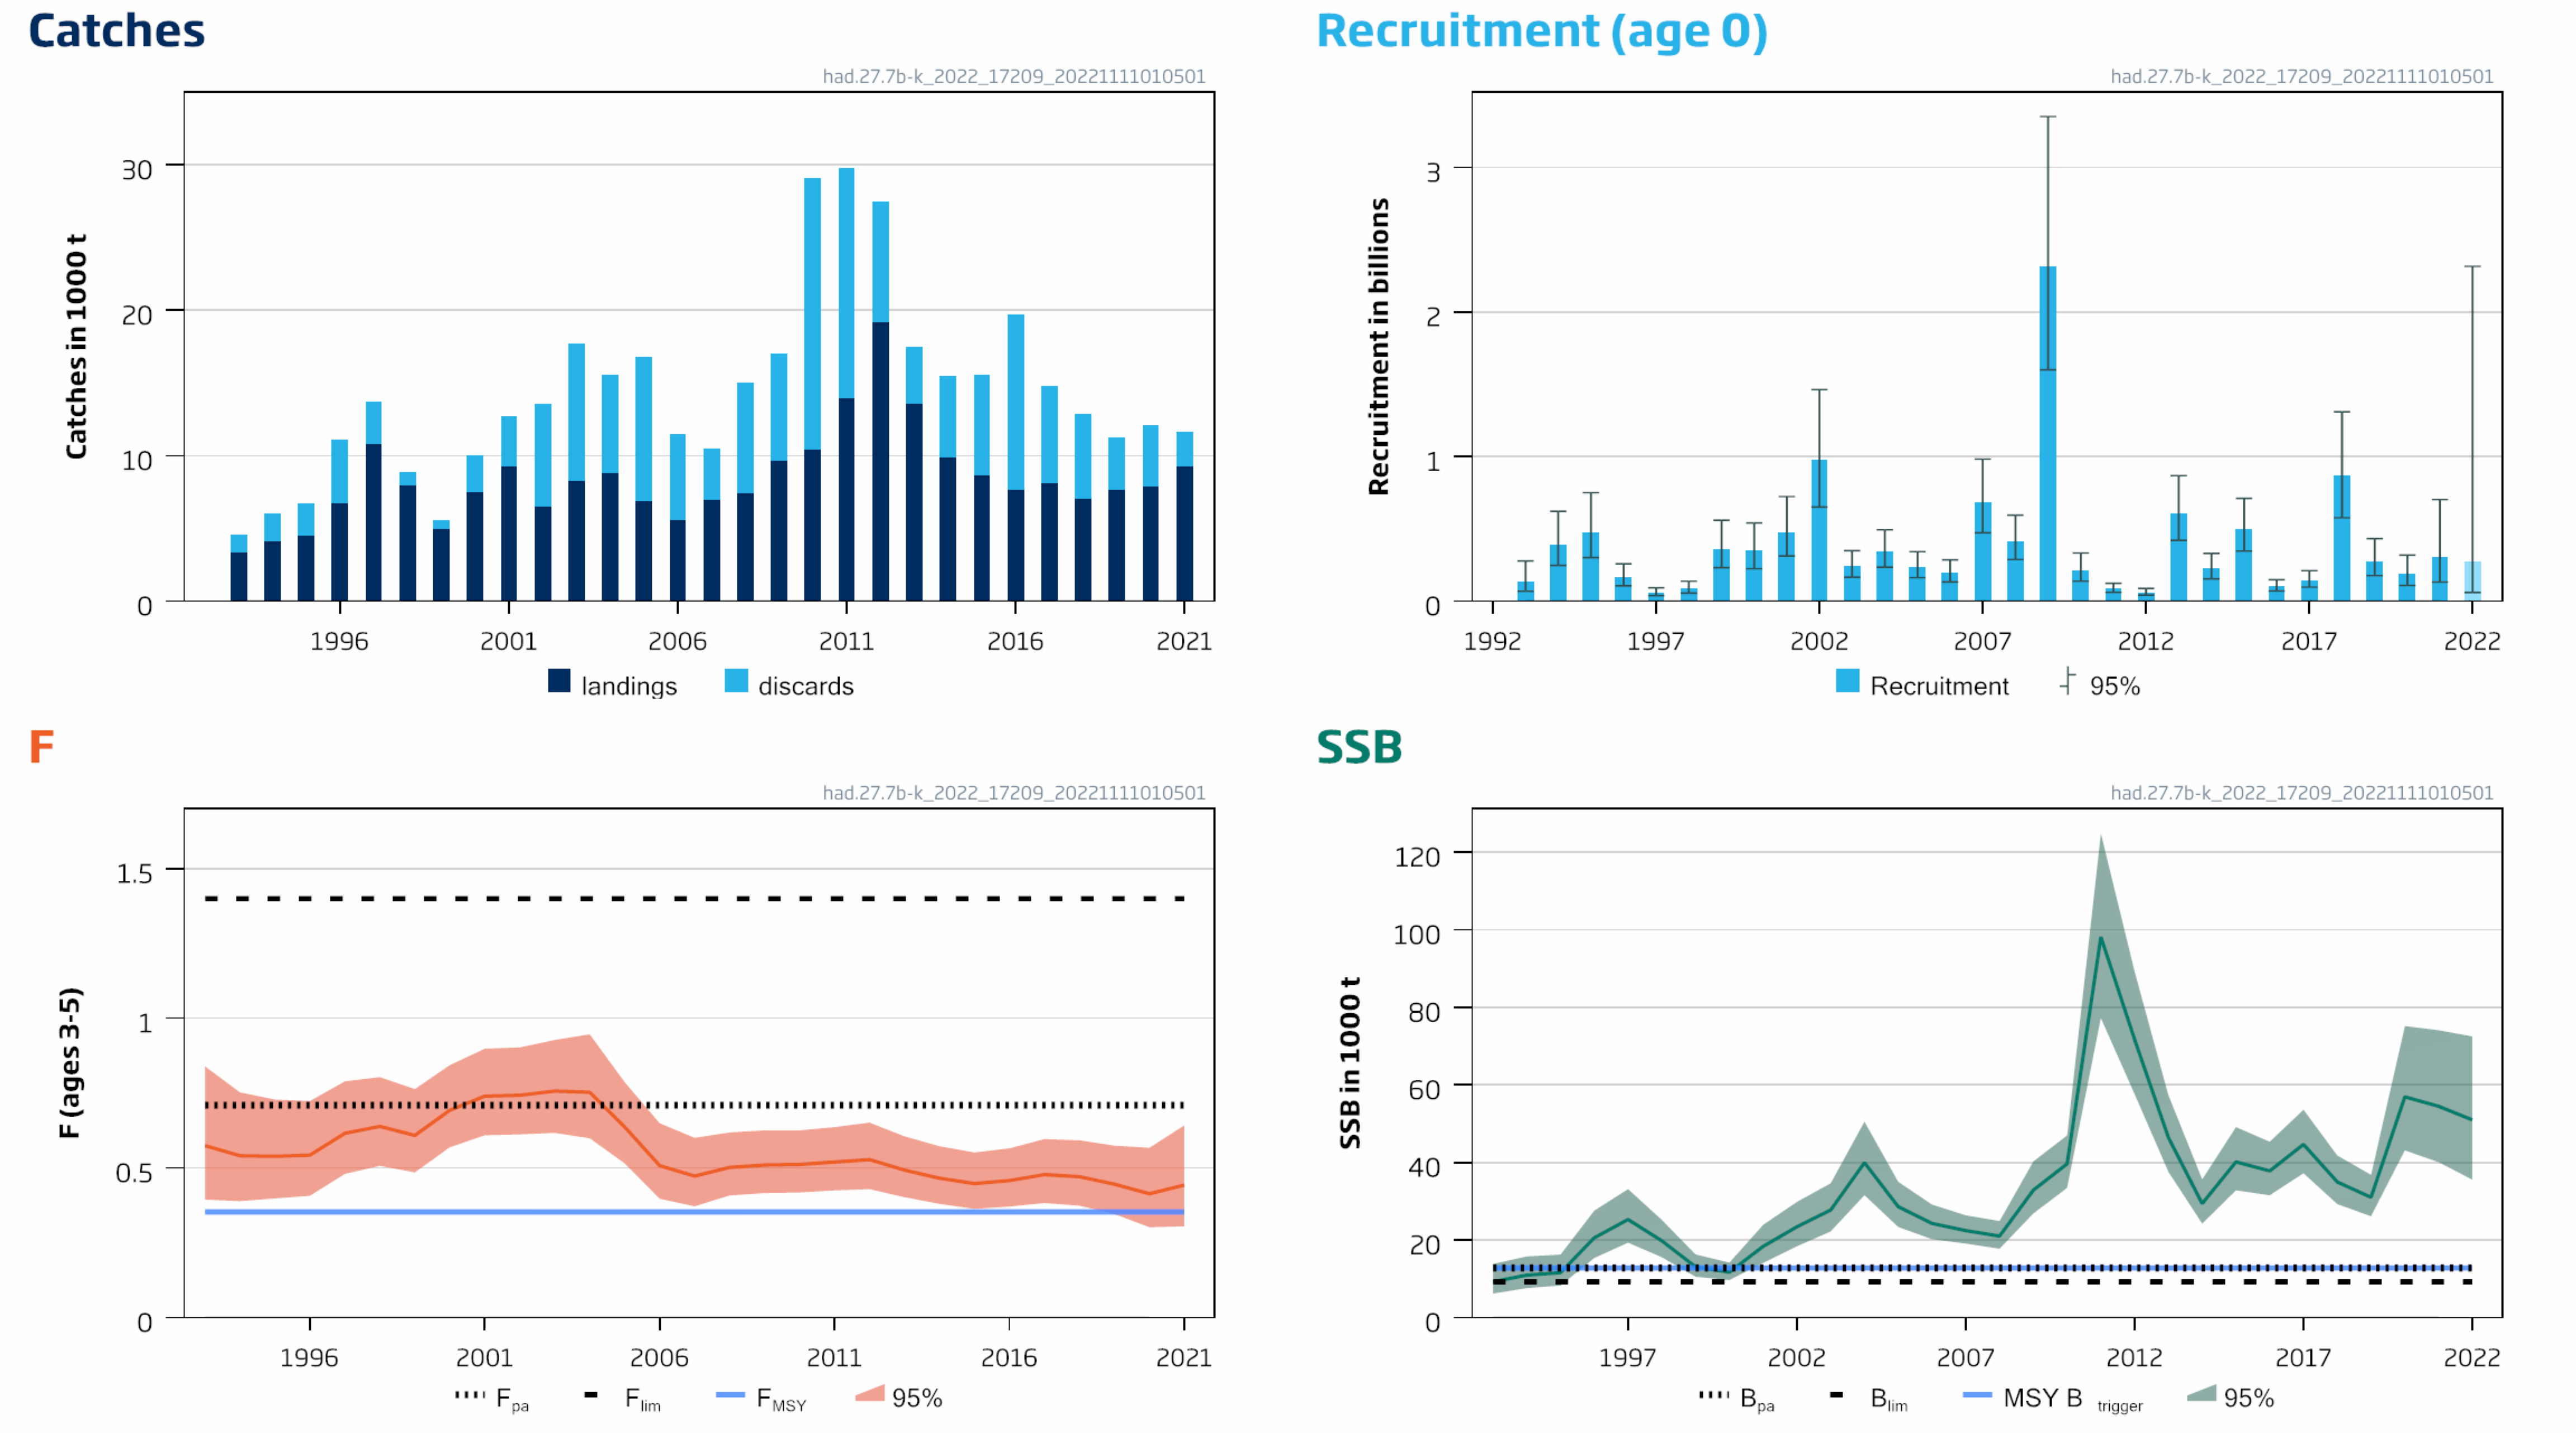 Catches
had.27.7b-k_2022_17209_20221111010501
Catches in 1000 t
30
20
10
0
1996 2001 2006 2011 2016 2021
landings discards
Recruitment (age 0)
had.27.7b-k_2022_17209_20221111010501
Recruitment in billions
3
2
1
0
1992 1997 2002 2007 2012 2017 2022
Recruitment 95%
F
had.27.7b-k_2022_17209_20221111010501
F (ages 3-5)
1.5
1
0.5
0
1996 2001 2006 2011 2016 2021
Fpa Flim FMSY 95%
SSB
had.27.7b-k_2022_17209_20221111010501
SSB in 1000 t
120
100
80
60
40
20
0
1997 2002 2007 2012 2017 2022
Bpa Blim MSY B trigger 95%